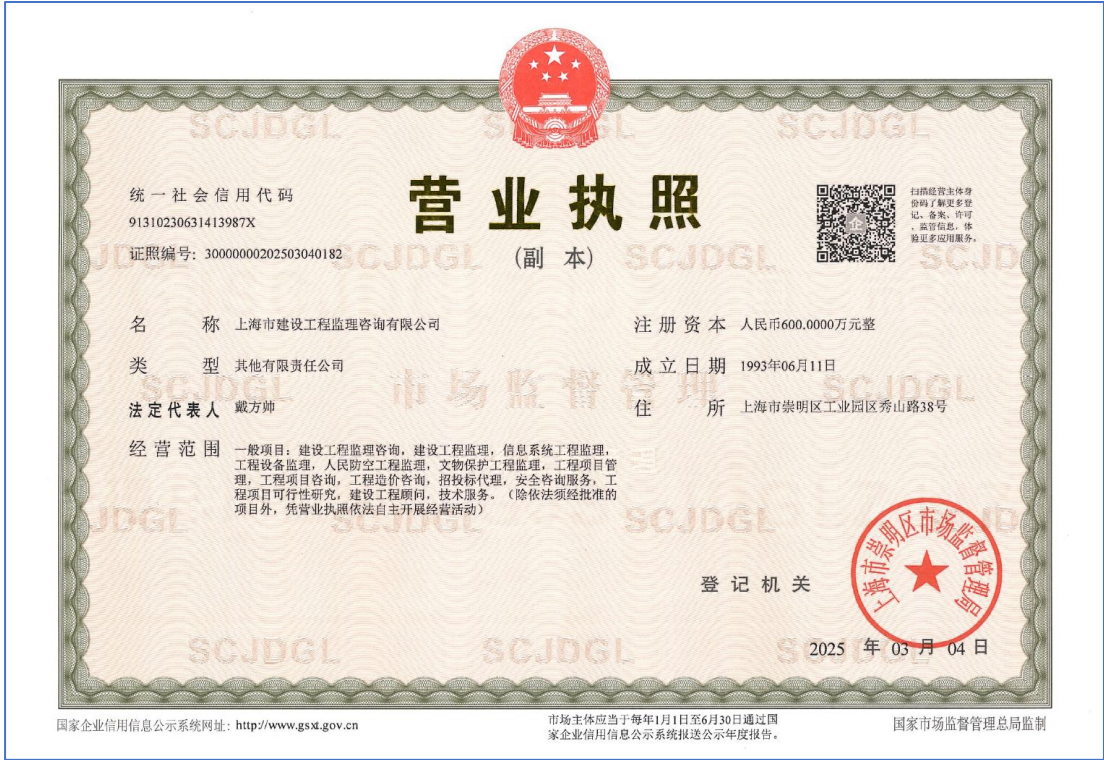 统一社会信用代码
91310230631413987X
证照编号：30000000202503040182
营业执照
（副 本）
企
扫描经营主体身
份码了解更多登
记、备案、许可
、监管信息，体
验更多应用服务。
名 称 上海市建设工程监理咨询有限公司
类 型 其他有限责任公司
法定代表人 戴方帅
经营范围 一般项目：建设工程监理咨询，建设工程监理，信息系统工程监理，
工程设备监理，人民防空工程监理，文物保护工程监理，工程项目管
理，工程项目咨询，工程造价咨询，招投标代理，安全咨询服务，工
程项目可行性研究，建设工程顾问，技术服务。（除依法须经批准的
项目外，凭营业执照依法自主开展经营活动）
注册资本 人民币600.0000万元整
成立日期 1993年06月11日
住 所 上海市崇明区工业园区秀山路38号
SCJDGL
市场监督管理
登记机关
上海市崇明区市场监督管理局
2025 年 03 月 04 日
国家企业信用信息公示系统网址：http://www.gsxt.gov.cn
市场主体应当于每年1月1日至6月30日通过国
家企业信用信息公示系统报送公示年度报告。
国家市场监督管理总局监制